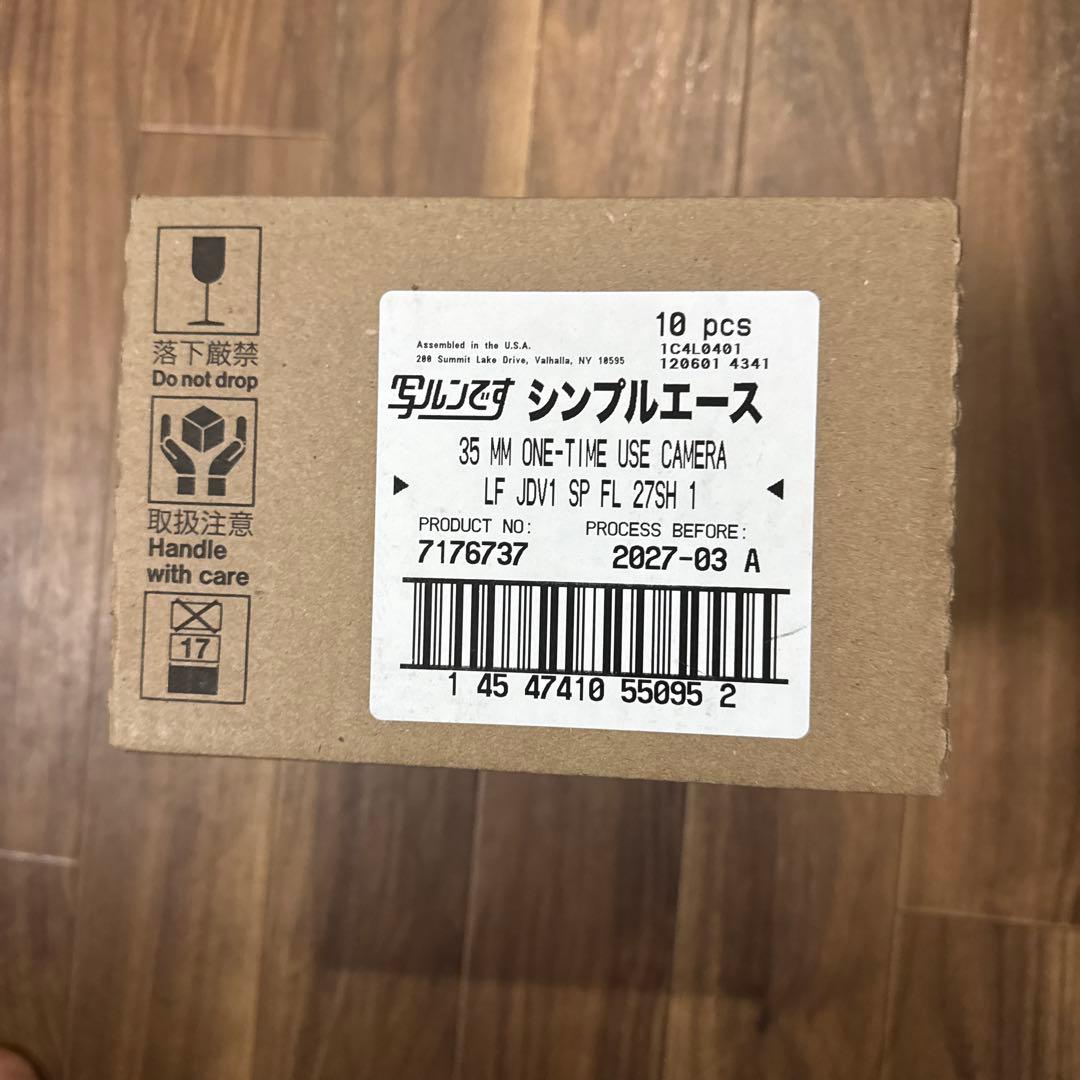 落下厳禁
Do not drop
取扱注意
Handle
with care
17
10 pcs
1C4L0401
120601 4341
Assembled in the U.S.A.
200 Summit Lake Drive, Valhalla, NY 10595
写ルンです シンプルエース
35 MM ONE-TIME USE CAMERA
LF JDV1 SP FL 27SH 1
PRODUCT NO: PROCESS BEFORE:
7176737 2027-03 A
1 45 47410 55095 2